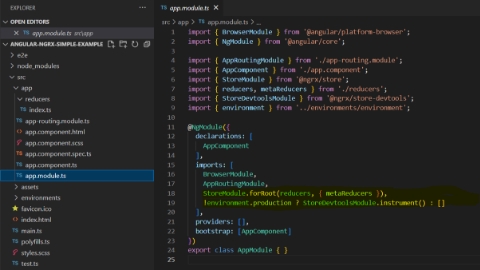 EXPLORER
OPEN EDITORS
app.module.ts src\app
ANGULAR-NGRX-SIMPLE-EXAMPLE
e2e
node_modules
src
app
reducers
index.ts
app-routing.module.ts
app.component.html
app.component.scss
app.component.spec.ts
app.component.ts
app.module.ts
assets
environments
favicon.ico
index.html
main.ts
polyfills.ts
styles.scss
test.ts
app.module.ts
src > app > app.module.ts > ...
1 import { BrowserModule } from '@angular/platform-browser';
2 import { NgModule } from '@angular/core';
3
4 import { AppRoutingModule } from './app-routing.module';
5 import { AppComponent } from './app.component';
6 import { StoreModule } from '@ngrx/store';
7 import { reducers, metaReducers } from './reducers';
8 import { StoreDevtoolsModule } from '@ngrx/store-devtools';
9 import { environment } from '../environments/environment';
10
11 @NgModule({
12 declarations: [
13 AppComponent
14 ],
15 imports: [
16 BrowserModule,
17 AppRoutingModule,
18 StoreModule.forRoot(reducers, { metaReducers }),
19 !environment.production ? StoreDevtoolsModule.instrument() : []
20 ],
21 providers: [],
22 bootstrap: [AppComponent]
23 })
24 export class AppModule { }
25